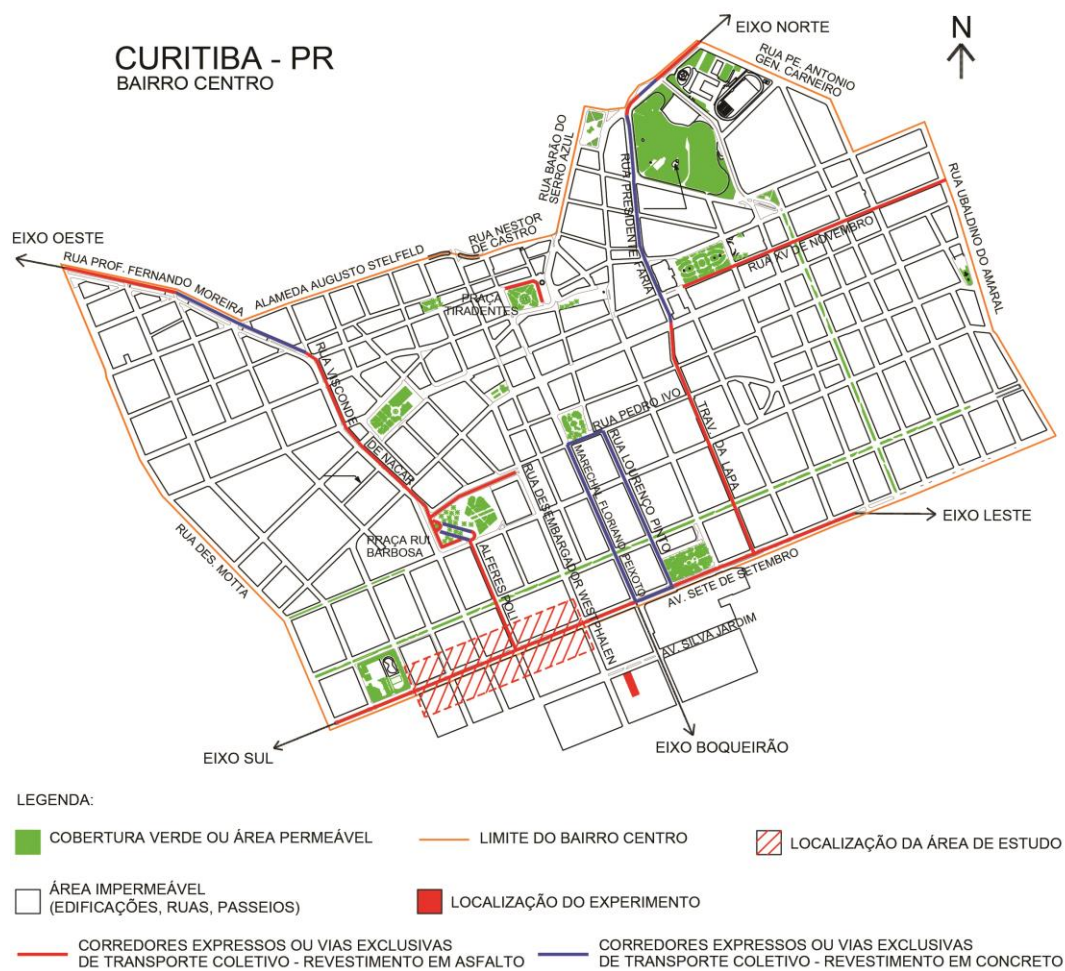 CURITIBA - PR
BAIRRO CENTRO
EIXO NORTE
N
RUA PE. ANTONIO
GEN. CARNEIRO
RUA BARÃO DO
SERRO AZUL
RUA PRESIDENTE FARIA
RUA UBALDINO DO AMARAL
RUA NESTOR
DE CASTRO
EIXO OESTE
RUA PROF. FERNANDO MOREIRA
ALAMEDA AUGUSTO STELFELD
RUA XV DE NOVEMBRO
PRAÇA
TIRADENTES
RUA VISCONDE
DE NACAR
RUA PEDRO IVO
TRAV. DA LAPA
RUA LOURENÇO PINTO
MARECHAL FLORIANO PEIXOTO
RUA DESEMBARGADOR WESTPHALEN
PRAÇA RUI
BARBOSA
ALFERES POLI
RUA DES. MOTTA
EIXO LESTE
AV. SETE DE SETEMBRO
AV. SILVA JARDIM
EIXO SUL
EIXO BOQUEIRÃO
LEGENDA:
COBERTURA VERDE OU ÁREA PERMEÁVEL
LIMITE DO BAIRRO CENTRO
LOCALIZAÇÃO DA ÁREA DE ESTUDO
ÁREA IMPERMEÁVEL
(EDIFICAÇÕES, RUAS, PASSEIOS)
LOCALIZAÇÃO DO EXPERIMENTO
CORREDORES EXPRESSOS OU VIAS EXCLUSIVAS
DE TRANSPORTE COLETIVO - REVESTIMENTO EM ASFALTO
CORREDORES EXPRESSOS OU VIAS EXCLUSIVAS
DE TRANSPORTE COLETIVO - REVESTIMENTO EM CONCRETO